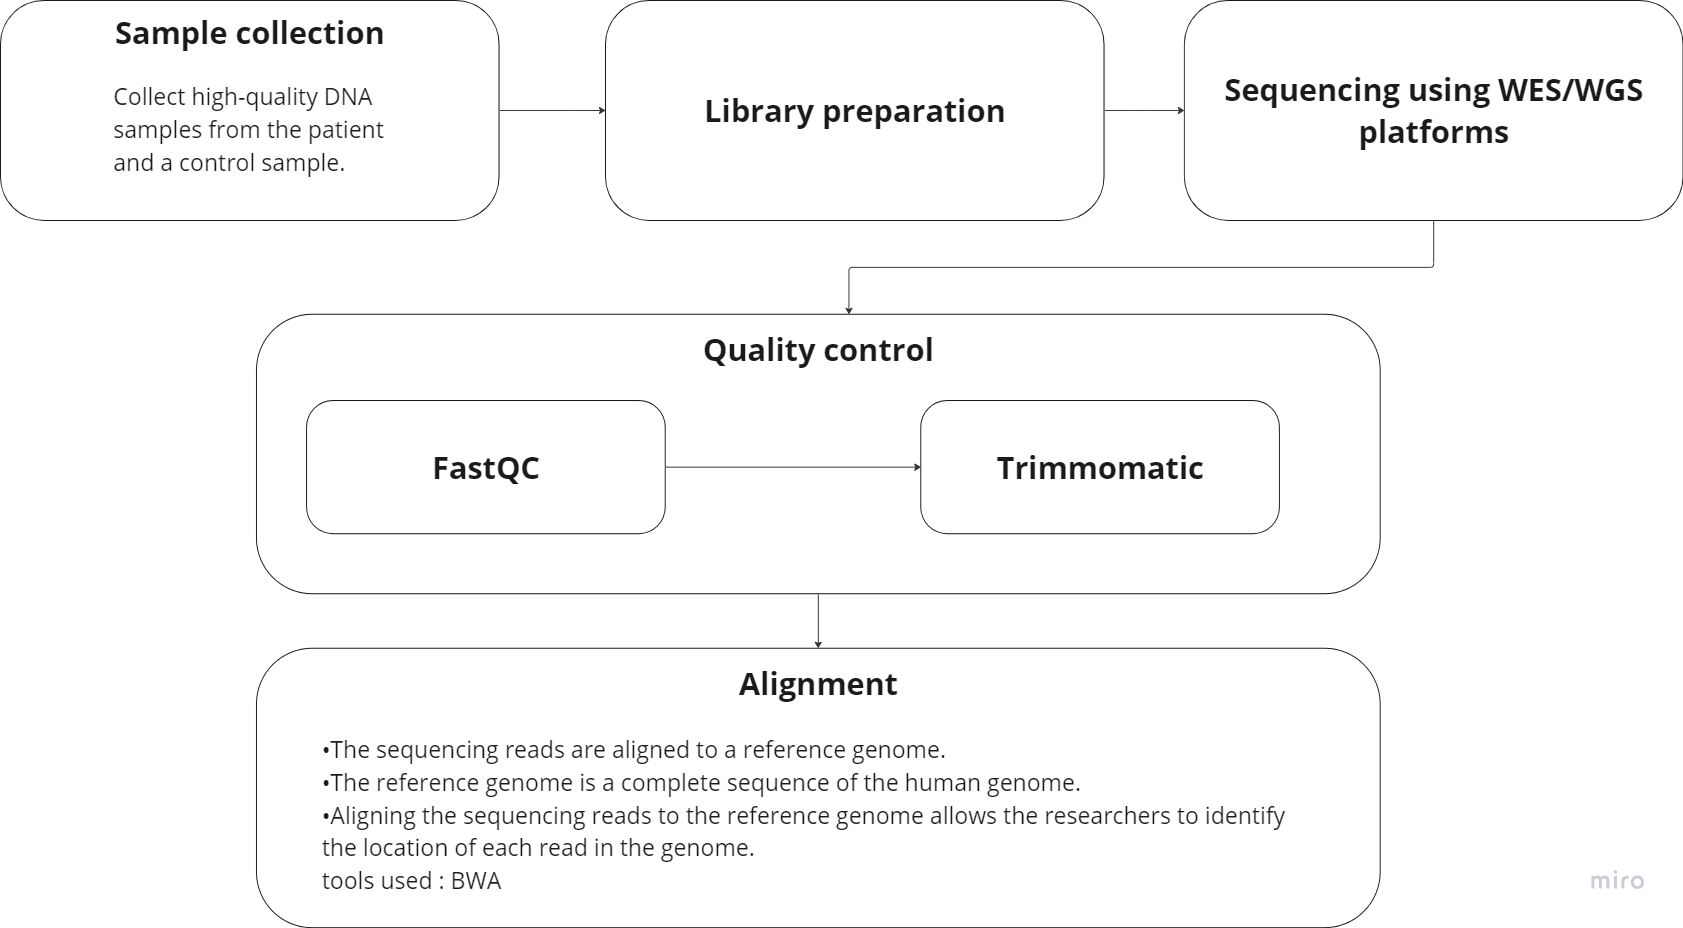 Sample collection
Collect high-quality DNA
samples from the patient
and a control sample.
Library preparation
Sequencing using WES/WGS
platforms
Quality control
FastQC
Trimmomatic
Alignment
•The sequencing reads are aligned to a reference genome.
•The reference genome is a complete sequence of the human genome.
•Aligning the sequencing reads to the reference genome allows the researchers to identify
the location of each read in the genome.
tools used : BWA
miro